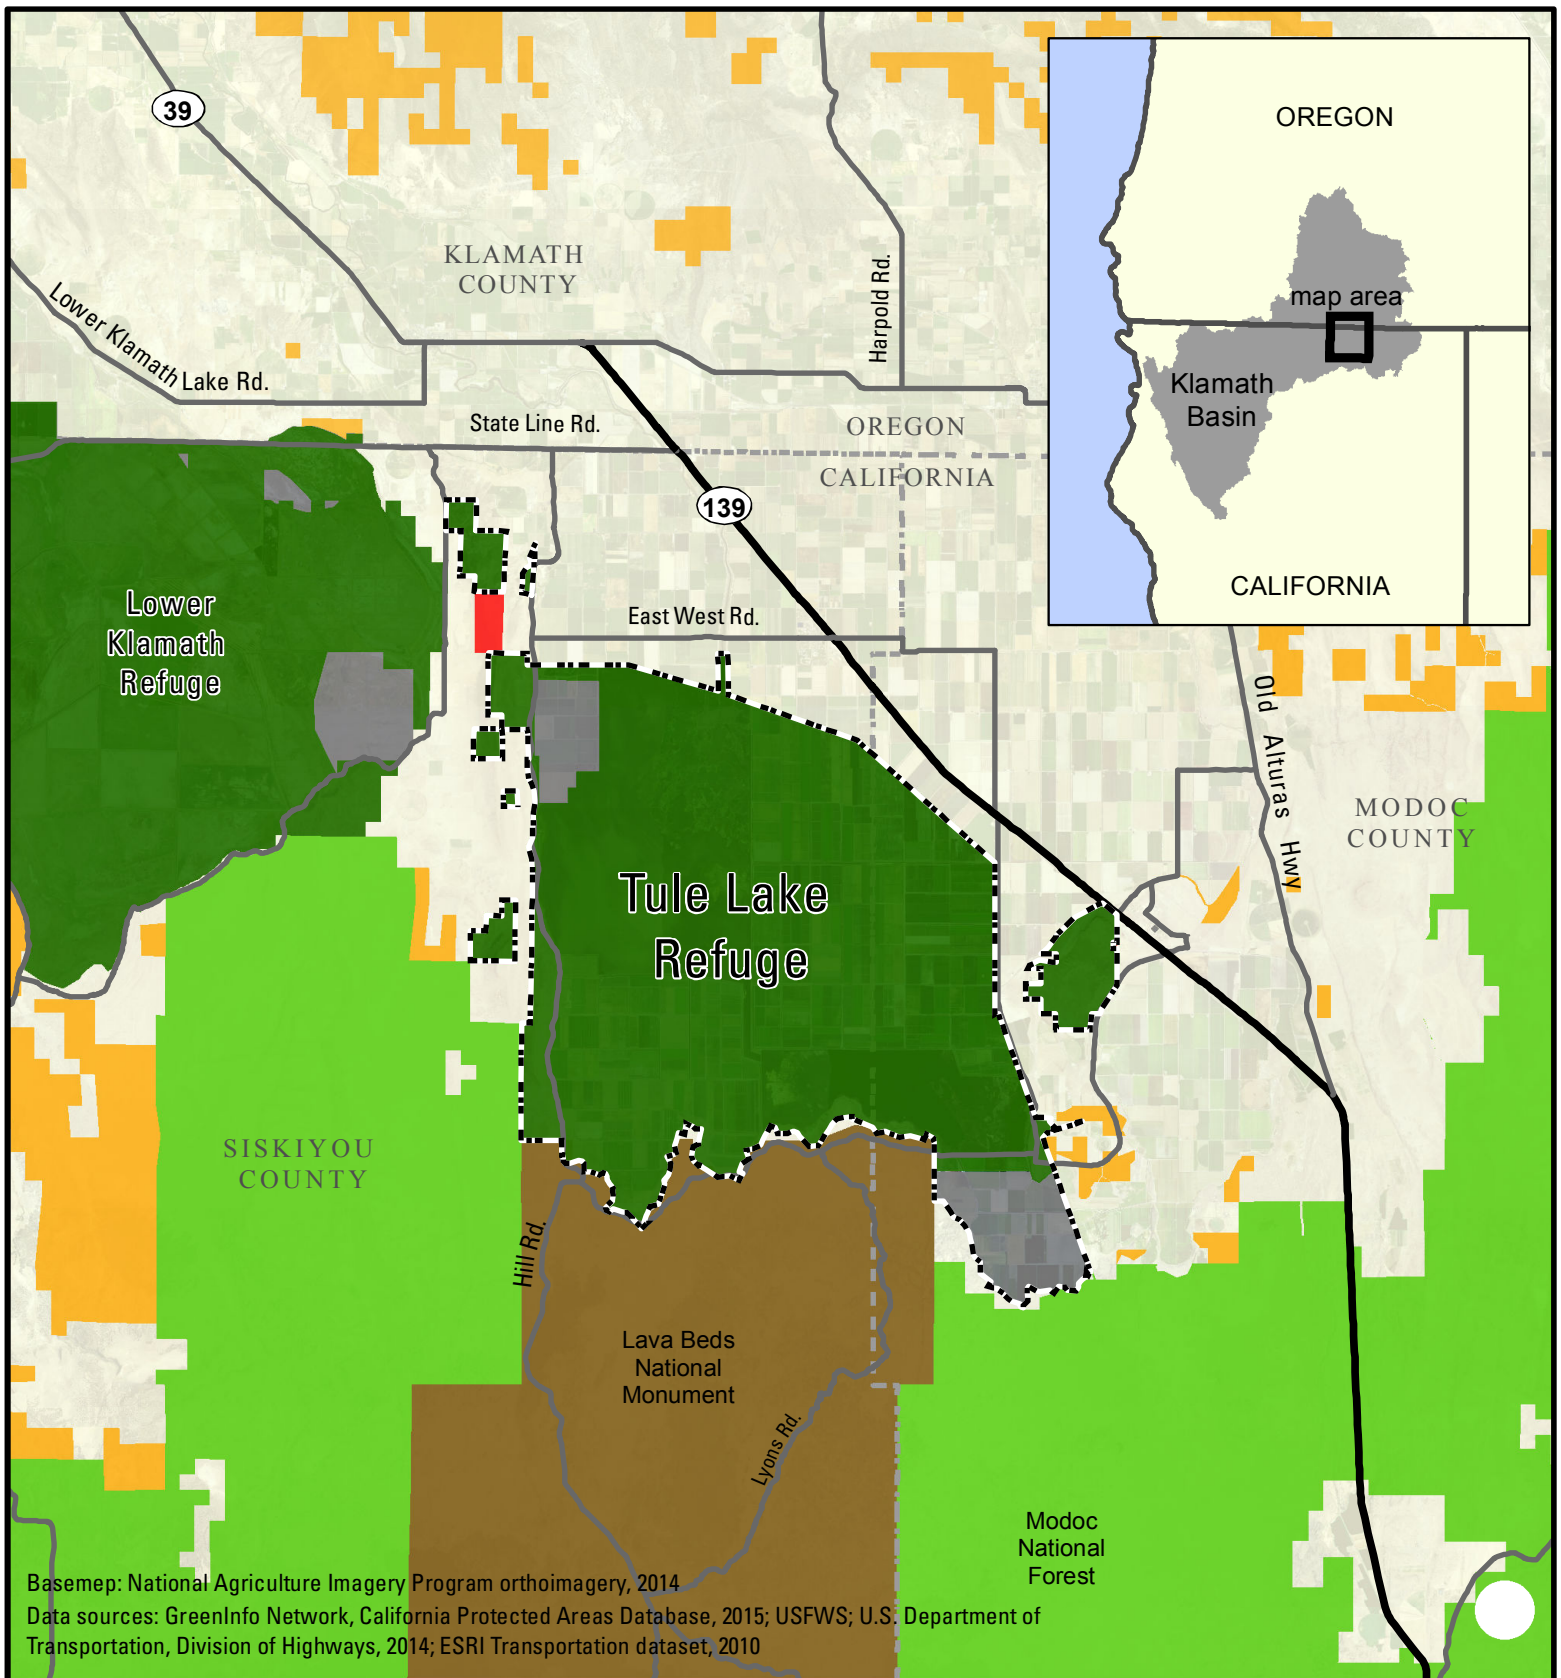 39
OREGON
KLAMATH
COUNTY
Harpold Rd.
map area
Lower Klamath Lake Rd.
Klamath
Basin
State Line Rd.
OREGON
CALIFORNIA
139
CALIFORNIA
Lower
Klamath
Refuge
East West Rd.
Old Alturas Hwy
MODOC
COUNTY
Tule Lake
Refuge
SISKIYOU
COUNTY
Hill Rd.
Lava Beds
National
Monument
Lyons Rd.
Modoc
National
Forest
Basemep: National Agriculture Imagery Program orthoimagery, 2014
Data sources: GreenInfo Network, California Protected Areas Database, 2015; USFWS; U.S. Department of
Transportation, Division of Highways, 2014; ESRI Transportation dataset, 2010